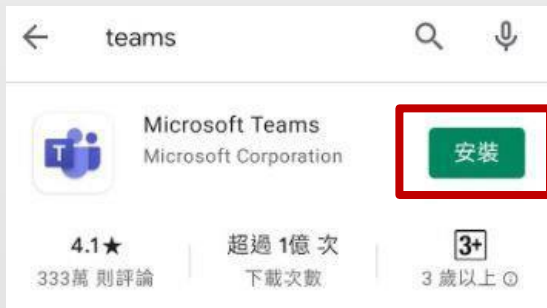 teams
Microsoft Teams
Microsoft Corporation
安裝
4.1★
超過 1億 次
3+
333萬 則評論
下載次數
3 歲以上